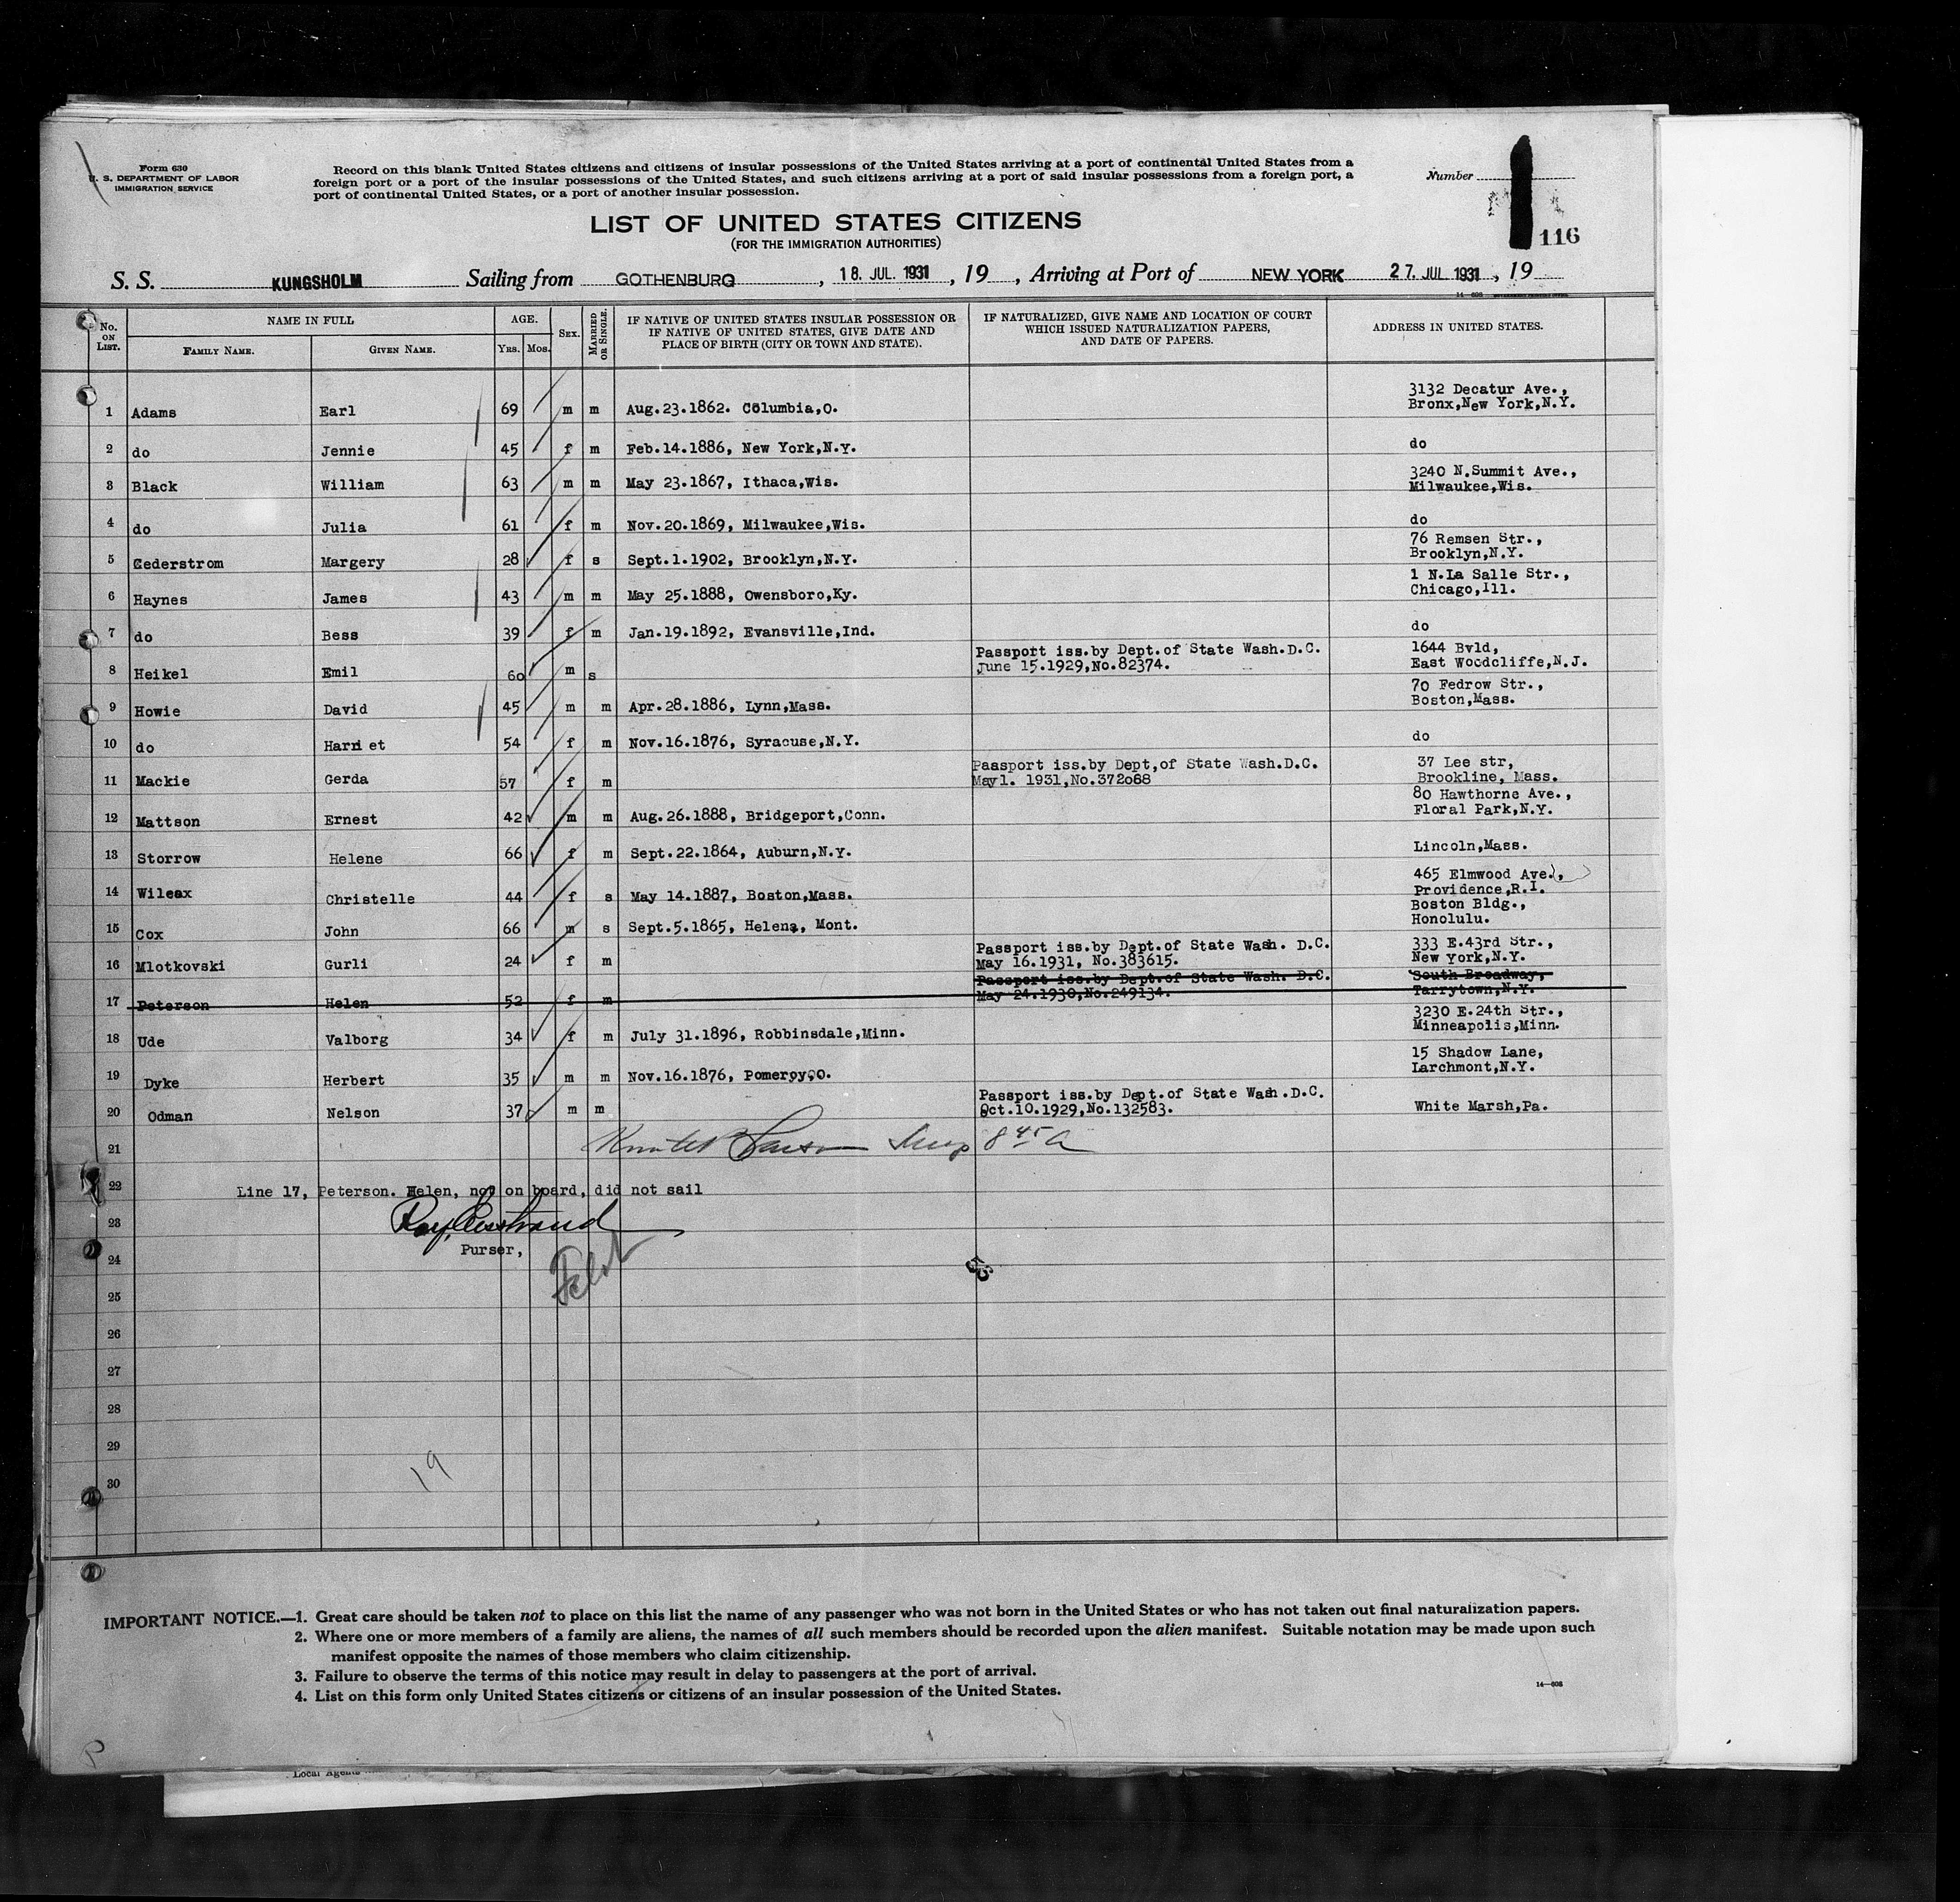 Form 630
U. S. DEPARTMENT OF LABOR
IMMIGRATION SERVICE
Record on this blank United States citizens and citizens of insular possessions of the United States arriving at a port of continental United States from a
foreign port or a port of the insular possessions of the United States, and such citizens arriving at a port of said insular possessions from a foreign port, a
port of continental United States, or a port of another insular possession.
Number
116
LIST OF UNITED STATES CITIZENS
(FOR THE IMMIGRATION AUTHORITIES)
S. S. KUNGSHOLM Sailing from GOTHENBURG, 18 JUL. 1931, 19 , Arriving at Port of NEW YORK 27. JUL 1931, 19
No. ON LIST. NAME IN FULL AGE. SEX. MARRIED OR SINGLE. IF NATIVE OF UNITED STATES INSULAR POSSESSION OR IF NATIVE OF UNITED STATES, GIVE DATE AND PLACE OF BIRTH (CITY OR TOWN AND STATE). IF NATURALIZED, GIVE NAME AND LOCATION OF COURT WHICH ISSUED NATURALIZATION PAPERS, AND DATE OF PAPERS. ADDRESS IN UNITED STATES.
FAMILY NAME. GIVEN NAME. YRS. MOS.
1 Adams Earl 69 m m Aug.23.1862. Columbia,O. 3132 Decatur Ave., Bronx,New York,N.Y.
2 do Jennie 45 f m Feb.14.1886, New York,N.Y. do
3 Black William 63 m m May 23.1867, Ithaca,Wis. 3240 N.Summit Ave., Milwaukee,Wis.
4 do Julia 61 f m Nov.20.1869, Milwaukee,Wis. do
5 Cederstrom Margery 28 f s Sept.1.1902, Brooklyn,N.Y. 76 Remsen Str., Brooklyn,N.Y.
6 Haynes James 43 m m May 25.1888, Owensboro,Ky. 1 N.La Salle Str., Chicago,Ill.
7 do Bess 39 f m Jan.19.1892, Evansville,Ind. do
8 Heikel Emil 60 m s Passport iss.by Dept.of State Wash.D.C. June 15.1929,No.82374. 1644 Bvld, East Woodcliffe,N.J.
9 Howie David 45 m m Apr.28.1886, Lynn,Mass. 70 Fedrow Str., Boston,Mass.
10 do Harriet 54 f m Nov.16.1876, Syracuse,N.Y. do
11 Mackie Gerda 57 f m Paasport iss.by Dept,of State Wash.D.C. May1. 1931,No.372o68 37 Lee str, Brookline, Mass.
12 Mattson Ernest 42 m m Aug.26.1888, Bridgeport,Conn. 80 Hawthorne Ave., Floral Park,N.Y.
13 Storrow Helene 66 f m Sept.22.1864, Auburn,N.Y. Lincoln,Mass.
14 Wilcox Christelle 44 f s May 14.1887, Boston,Mass. 465 Elmwood Ave., Providence,R.I.
15 Cox John 66 m s Sept.5.1865, Helena, Mont. Boston Bldg., Honolulu.
16 Mlotkovski Gurli 24 f m Passport iss.by Dept.of State Wash. D.C. May 16.1931, No.383615. 333 E.43rd Str., New York,N.Y.
17 Peterson Helen 52 f m Passport iss.by Dept.of State Wash. D.C. May 24.1930,No.249134. South Broadway, Tarrytown,N.Y.
18 Ude Valborg 34 f m July 31.1896, Robbinsdale,Minn. 3230 E.24th Str., Minneapolis,Minn.
19 Dyke Herbert 35 m m Nov.16.1876, Pomeroy,O. 15 Shadow Lane, Larchmont,N.Y.
20 Odman Nelson 37 m m Passport iss.by Dept.of State Wash.D.C. Oct.10.1929,No.132583. White Marsh,Pa.
21 8 45 A
22 Line 17, Peterson. Helen, not on board, did not sail
23
Purser,
24
25
26
27
28
29
30
19
IMPORTANT NOTICE.—1. Great care should be taken not to place on this list the name of any passenger who was not born in the United States or who has not taken out final naturalization papers.
2. Where one or more members of a family are aliens, the names of all such members should be recorded upon the alien manifest. Suitable notation may be made upon such
manifest opposite the names of those members who claim citizenship.
3. Failure to observe the terms of this notice may result in delay to passengers at the port of arrival.
4. List on this form only United States citizens or citizens of an insular possession of the United States.
14—608
Local Agents